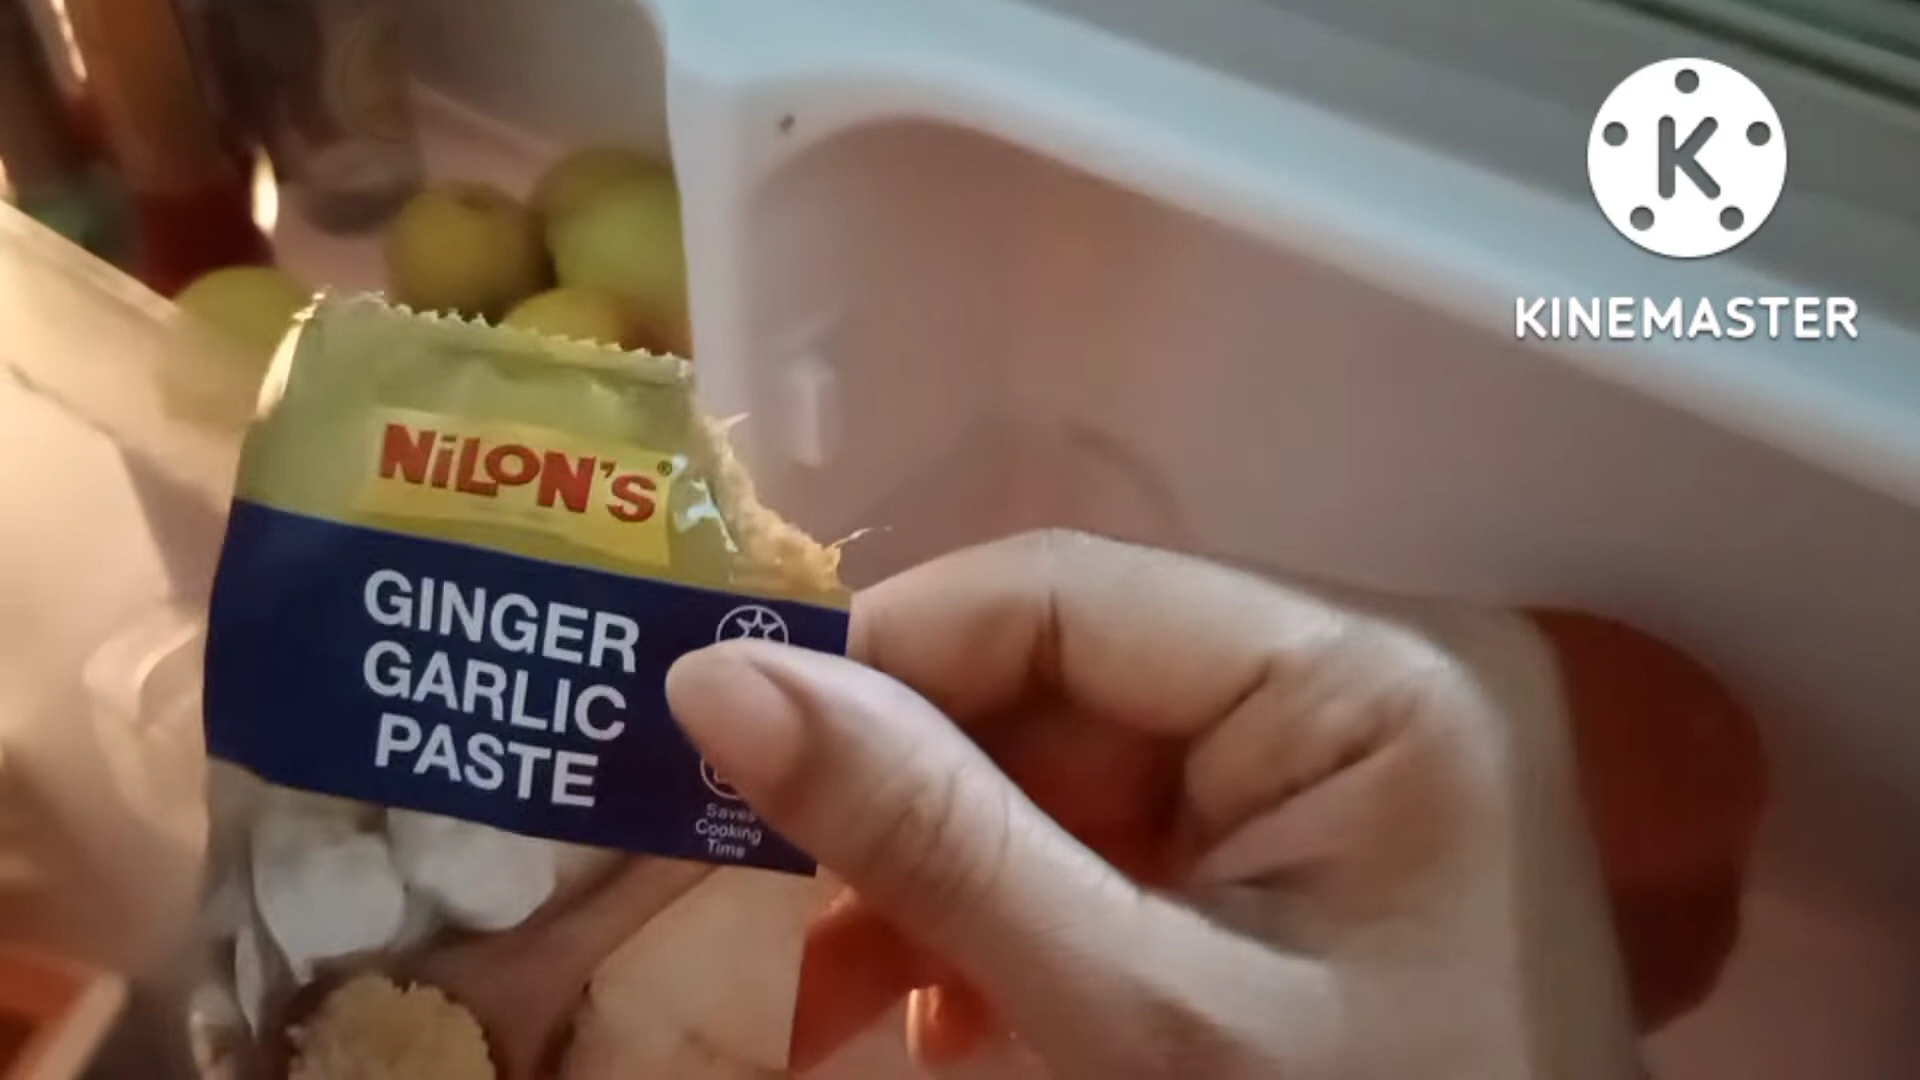 K
KINEMASTER
NiLON'S®
GINGER
GARLIC
PASTE
Saves
Cooking
Time